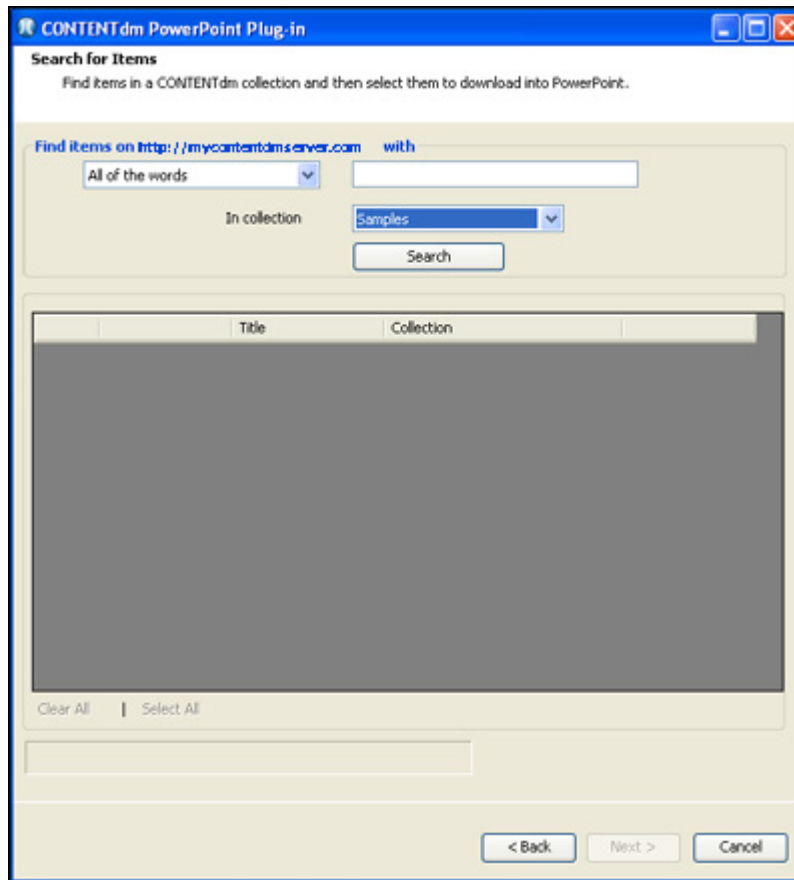 CONTENTdm PowerPoint Plug-in
Search for Items
Find items in a CONTENTdm collection and then select them to download into PowerPoint.
Find items on http://mycontentdmserver.com with
All of the words
In collection Samples
Search
Title Collection
Clear All | Select All
< Back Next > Cancel